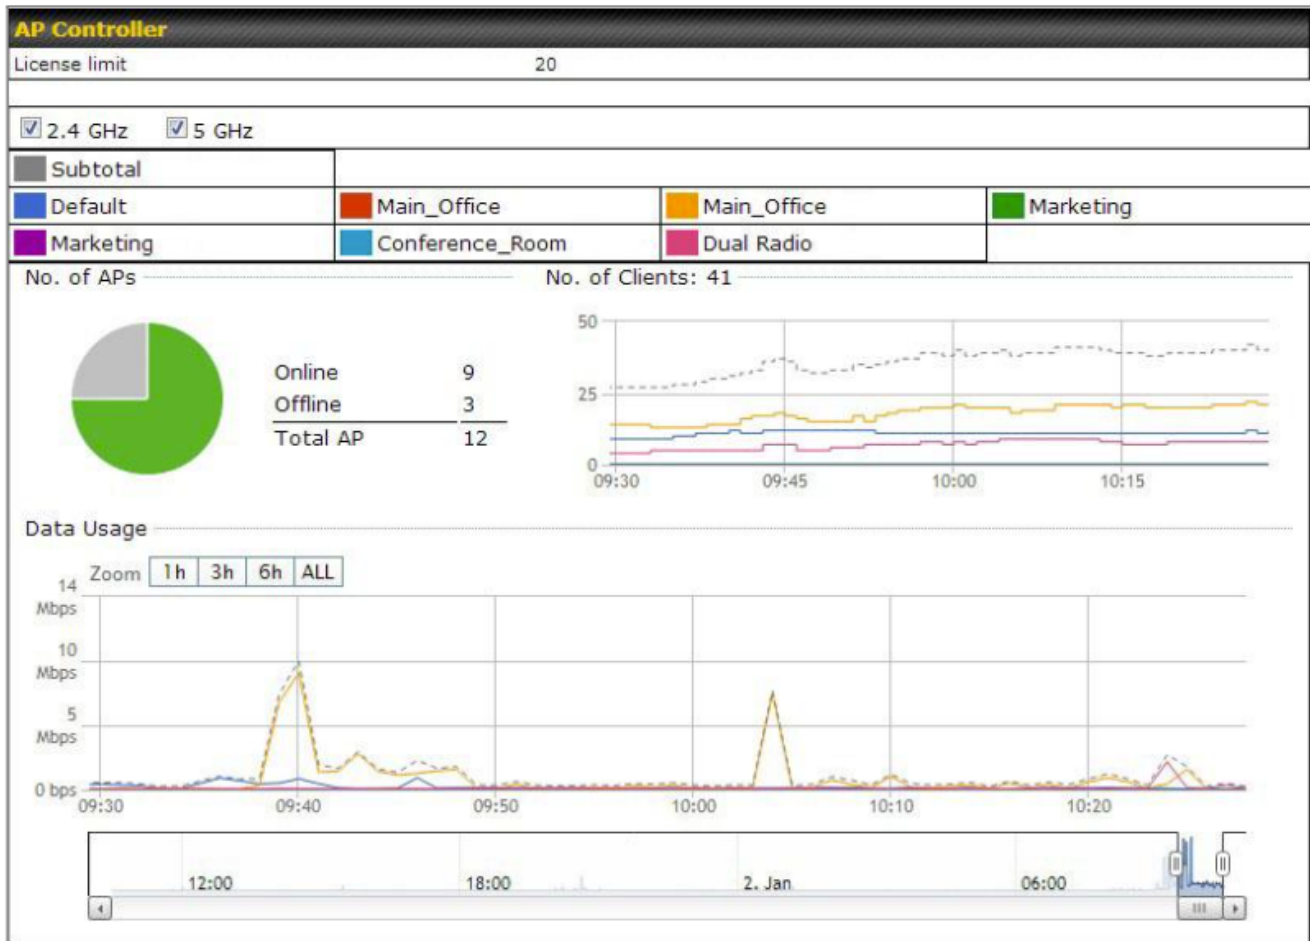 AP Controller
License limit 20
2.4 GHz 5 GHz
Subtotal
Default Main_Office Main_Office Marketing
Marketing Conference_Room Dual Radio
No. of APs No. of Clients: 41
50
25
0
09:30 09:45 10:00 10:15
Online 9
Offline 3
Total AP 12
Data Usage
Zoom 1h 3h 6h ALL
14 Mbps
10 Mbps
5 Mbps
0 bps
09:30 09:40 09:50 10:00 10:10 10:20
12:00 18:00 2. Jan 06:00